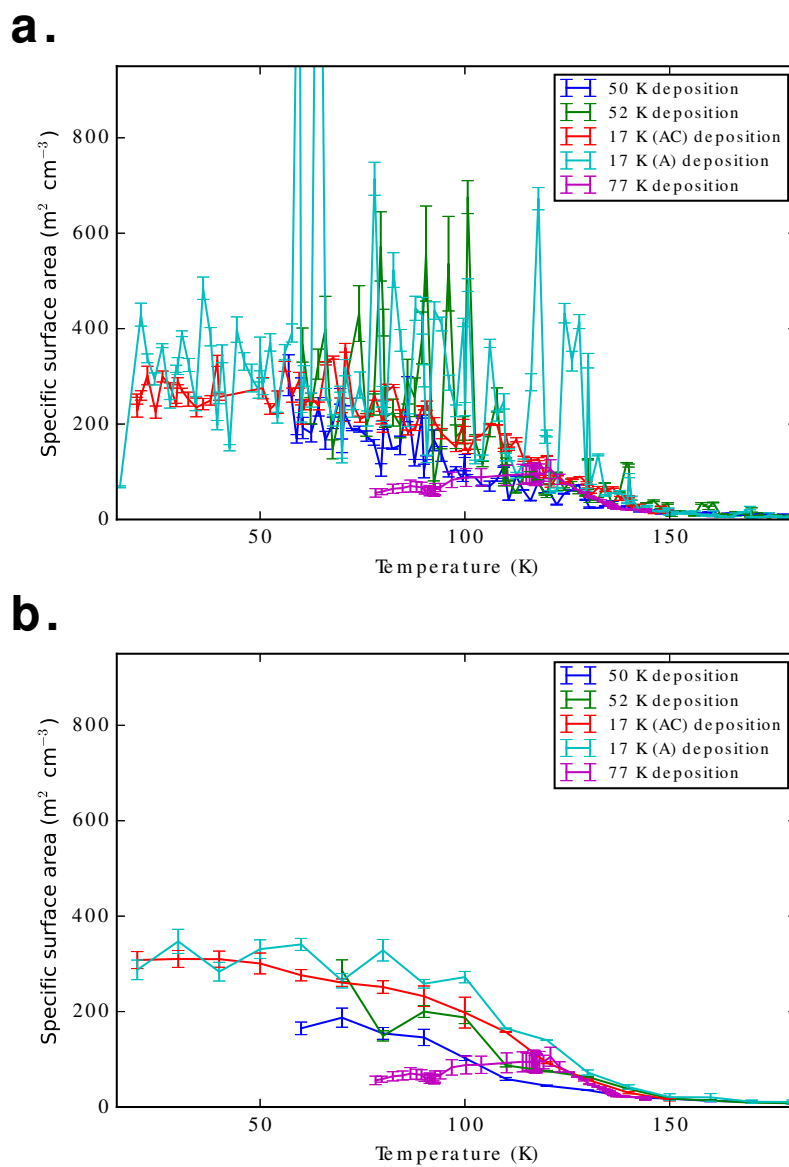 a.
800
600
400
200
0
50
100
150
Specific surface area (m² cm⁻³)
Temperature (K)
50 K deposition
52 K deposition
17 K (AC) deposition
17 K (A) deposition
77 K deposition
b.
800
600
400
200
0
50
100
150
Specific surface area (m² cm⁻³)
Temperature (K)
50 K deposition
52 K deposition
17 K (AC) deposition
17 K (A) deposition
77 K deposition